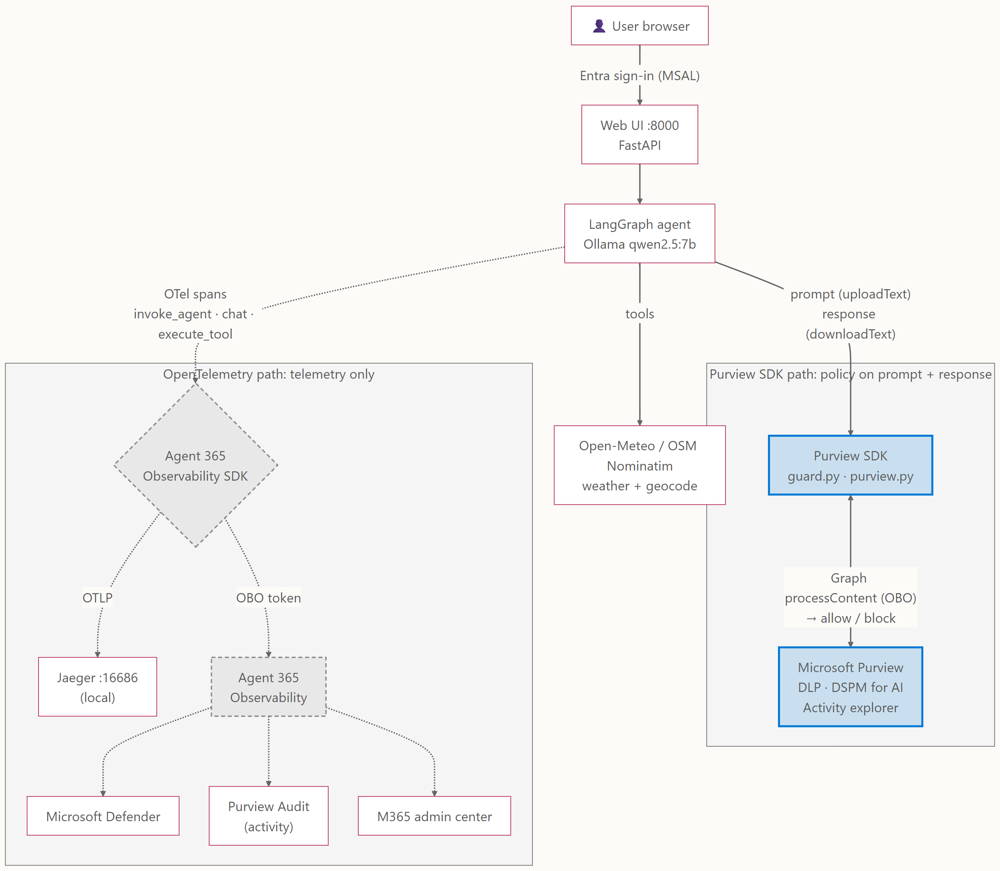 User browser
Entra sign-in (MSAL)
Web UI :8000
FastAPI
LangGraph agent
Ollama qwen2.5:7b
OTel spans
invoke_agent · chat ·
execute_tool
tools
prompt (uploadText)
response
(downloadText)
OpenTelemetry path: telemetry only
Purview SDK path: policy on prompt + response
Agent 365
Observability SDK
Open-Meteo / OSM
Nominatim
weather + geocode
Purview SDK
guard.py · purview.py
OTLP
OBO token
Graph
processContent (OBO)
→ allow / block
Jaeger :16686
(local)
Agent 365
Observability
Microsoft Purview
DLP · DSPM for AI
Activity explorer
Microsoft Defender
Purview Audit
(activity)
M365 admin center